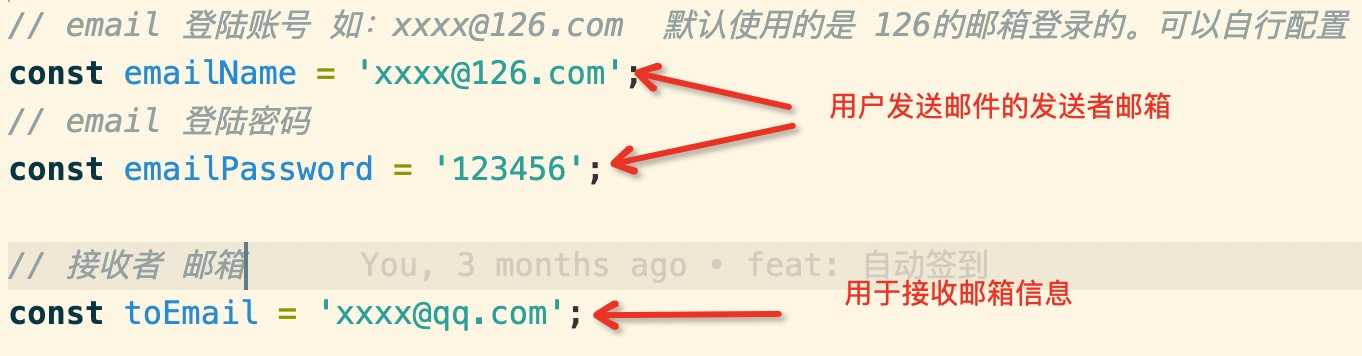 // email 登陆账号 如：xxxx@126.com 默认使用的是 126的邮箱登录的。可以自行配置
const emailName = 'xxxx@126.com';
用户发送邮件的发送者邮箱
// email 登陆密码
const emailPassword = '123456';
// 接收者 邮箱 You, 3 months ago • feat: 自动签到
用于接收邮箱信息
const toEmail = 'xxxx@qq.com';